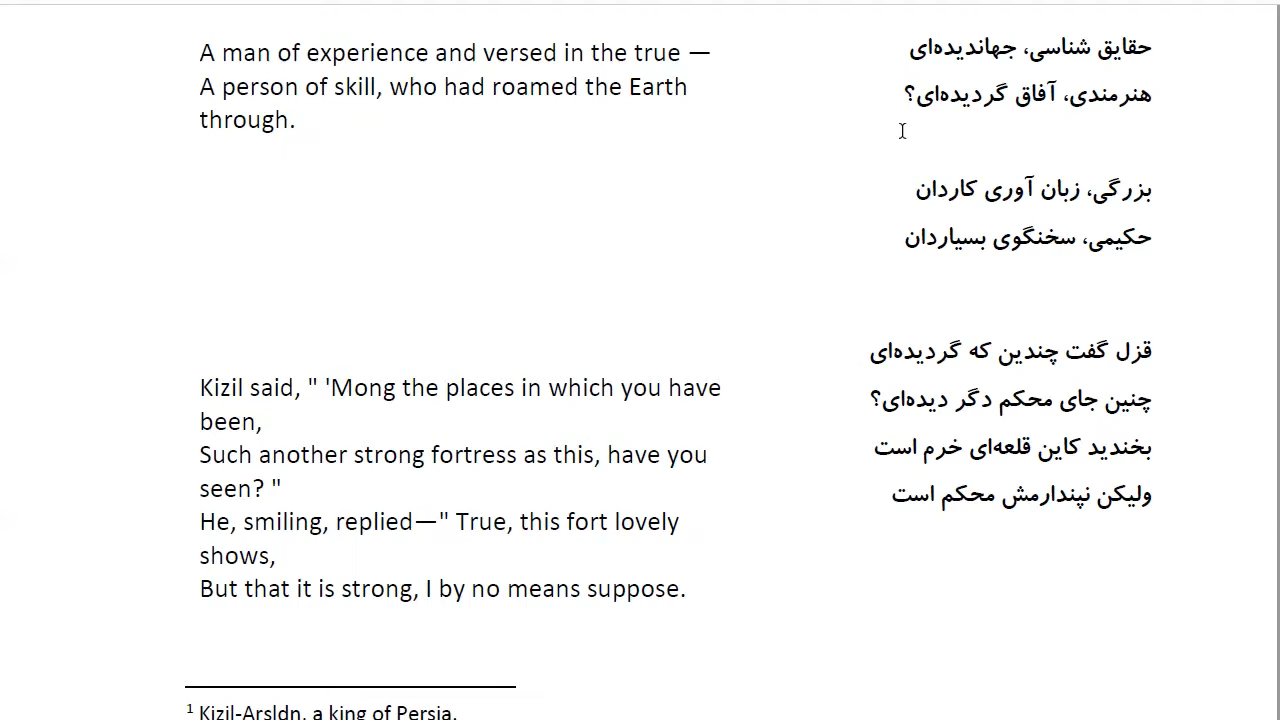 A man of experience and versed in the true —
A person of skill, who had roamed the Earth
through.
حقایق شناسی، جهاندیده‌ای
هنرمندی، آفاق گردیده‌ای؟
بزرگی، زبان آوری کاردان
حکیمی، سخنگوی بسیاردان
Kizil said, " 'Mong the places in which you have
been,
Such another strong fortress as this, have you
seen? "
He, smiling, replied—" True, this fort lovely
shows,
But that it is strong, I by no means suppose.
قزل گفت چندین که گردیده‌ای
چنین جای محکم دگر دیده‌ای؟
بخندید کاین قلعه‌ای خرم است
ولیکن نپندارمش محکم است
1 Kizil-Arsldn, a king of Persia.